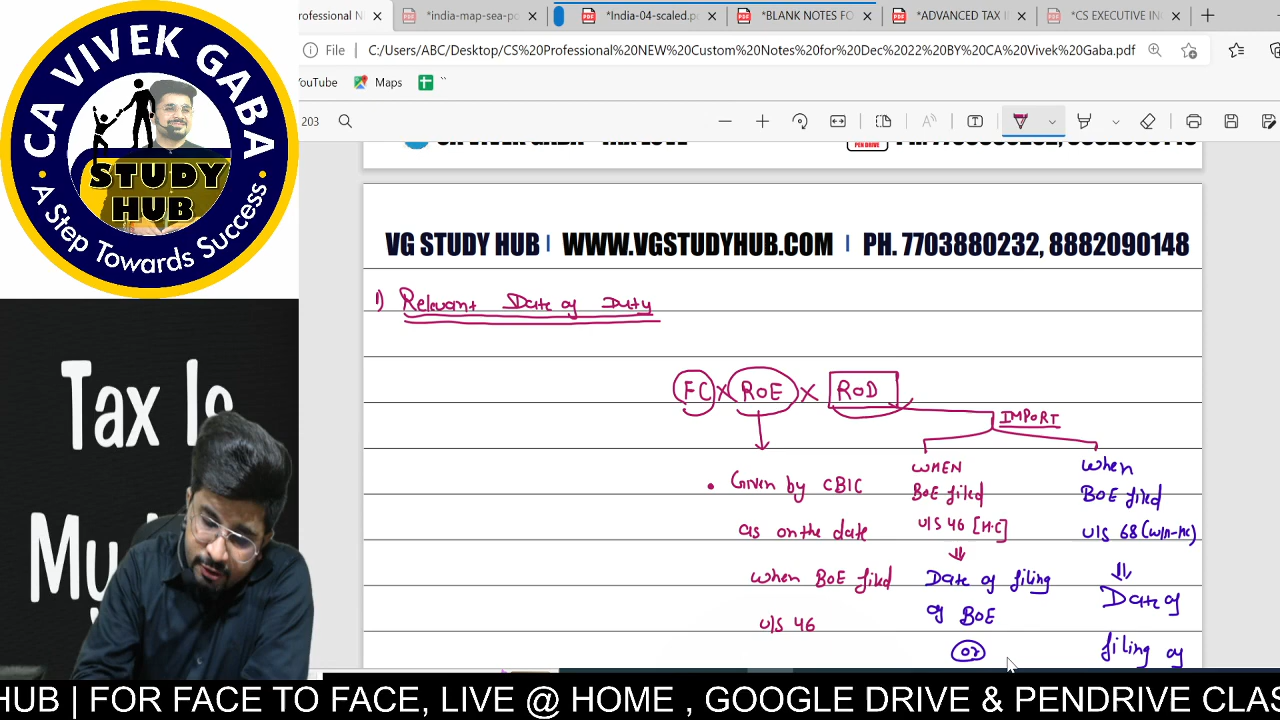 CA VIVEK GABA
STUDY
HUB
A Step Towards Success
Tax Is
My
rofessional N
*india-map-sea-po
*India-04-scaled.p
*BLANK NOTES FO
*ADVANCED TAX L
*CS EXECUTIVE IN
File
C:/Users/ABC/Desktop/CS%20Professional%20NEW%20Custom%20Notes%20for%20Dec%2022022%20BY%20CA%20Vivek%20Gaba.pdf
YouTube Maps ``
203
VG STUDY HUB | WWW.VGSTUDYHUB.COM | PH. 7703880232, 8882090148
1) Relevant Date of Duty
FC x RoE x RoD
IMPORT
• Given by CBIC
as on the date
when BoE filed
U/S 46
WHEN
BoE filed
U/S 46 [H.C]
⇓
Date of filing
of BoE
or
When
BoE filed
U/S 68 (W/H-HC)
⇓
Date of
filing of
HUB | FOR FACE TO FACE, LIVE @ HOME , GOOGLE DRIVE & PENDRIVE CLAS